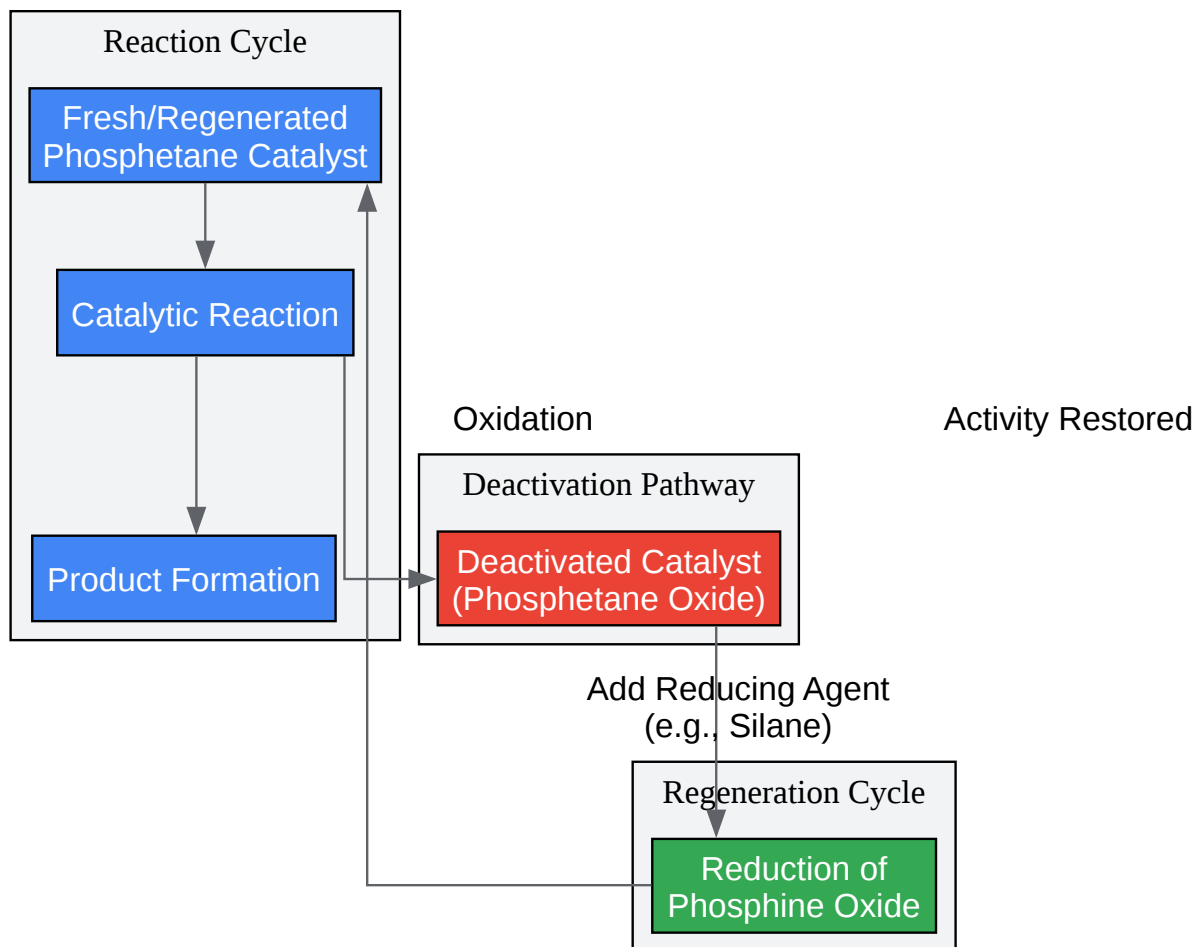 Reaction Cycle
Fresh/Regenerated
Phosphetane Catalyst
Catalytic Reaction
Oxidation
Activity Restored
Deactivation Pathway
Product Formation
Deactivated Catalyst
(Phosphetane Oxide)
Add Reducing Agent
(e.g., Silane)
Regeneration Cycle
Reduction of
Phosphine Oxide